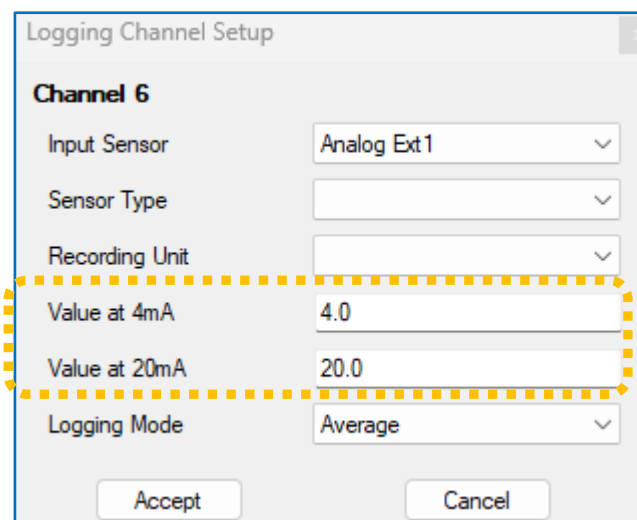 Logging Channel Setup
Channel 6
Input Sensor Analog Ext1
Sensor Type
Recording Unit
Value at 4mA 4.0
Value at 20mA 20.0
Logging Mode Average
Accept Cancel